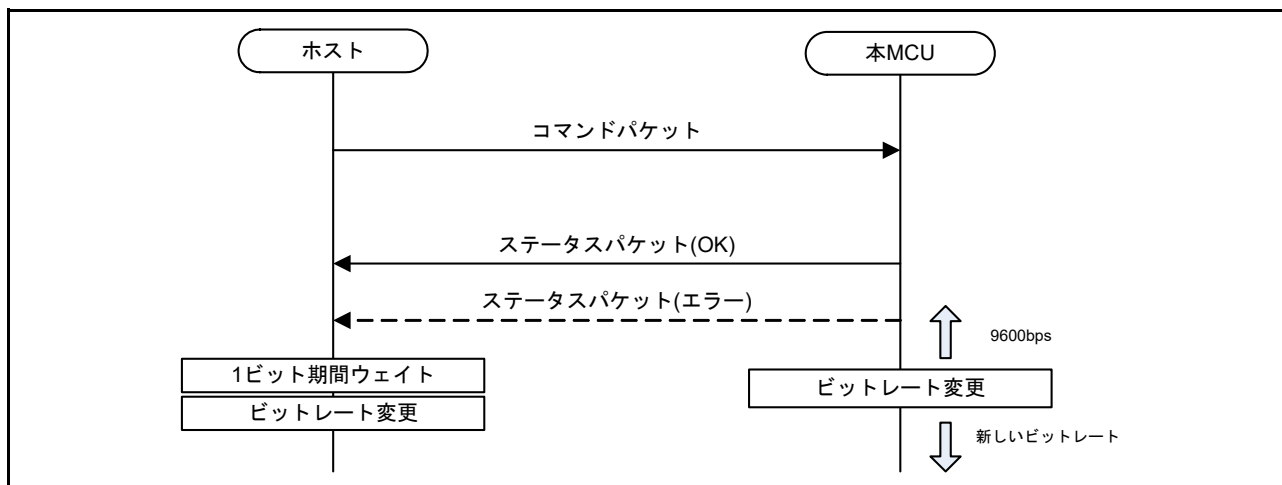 ホスト
本MCU
コマンドパケット
ステータスパケット(OK)
ステータスパケット(エラー)
9600bps
1ビット期間ウェイト
ビットレート変更
ビットレート変更
新しいビットレート